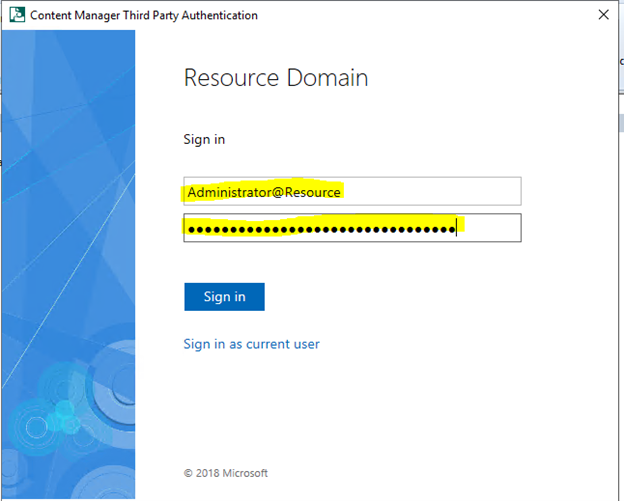 Content Manager Third Party Authentication
Resource Domain
Sign in
Administrator@Resource
●●●●●●●●●●●●●●●●●●●●●●●●●●●●●●●●
Sign in
Sign in as current user
© 2018 Microsoft